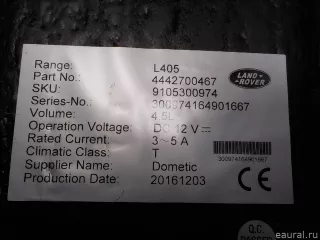 Range: L405
LAND ROVER
Part No.: 4442700467
SKU: 9105300974
Series-No.: 300974164901667
Volume: 4.5L
Operation Voltage: DC 12 V
Rated Current: 3~5 A
Climatic Class: T
300974164901667
Supplier Name: Dometic
CE
Production Date: 20161203
Q.C.
© eaural.ru